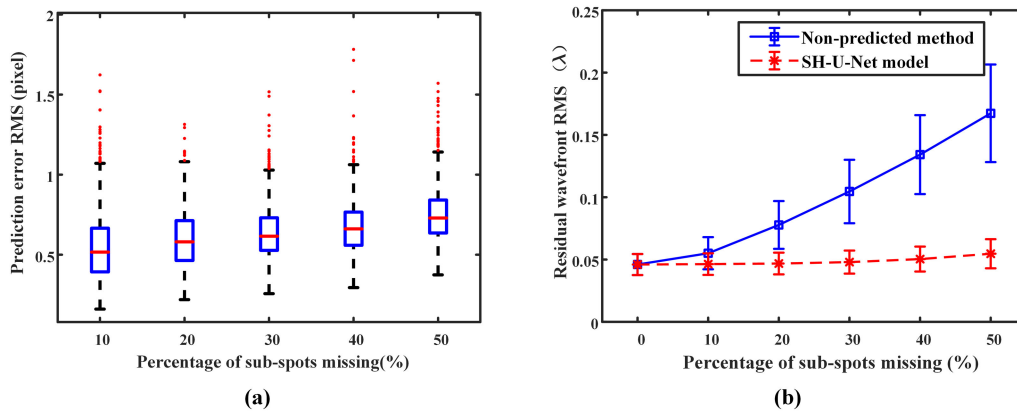 2
1.5
1
0.5
Prediction error RMS (pixel)
10 20 30 40 50
Percentage of sub-spots missing(%)
(a)
0.25
0.2
0.15
0.1
0.05
0
Residual wavefront RMS (λ)
Non-predicted method
SH-U-Net model
0 10 20 30 40 50
Percentage of sub-spots missing (%)
(b)